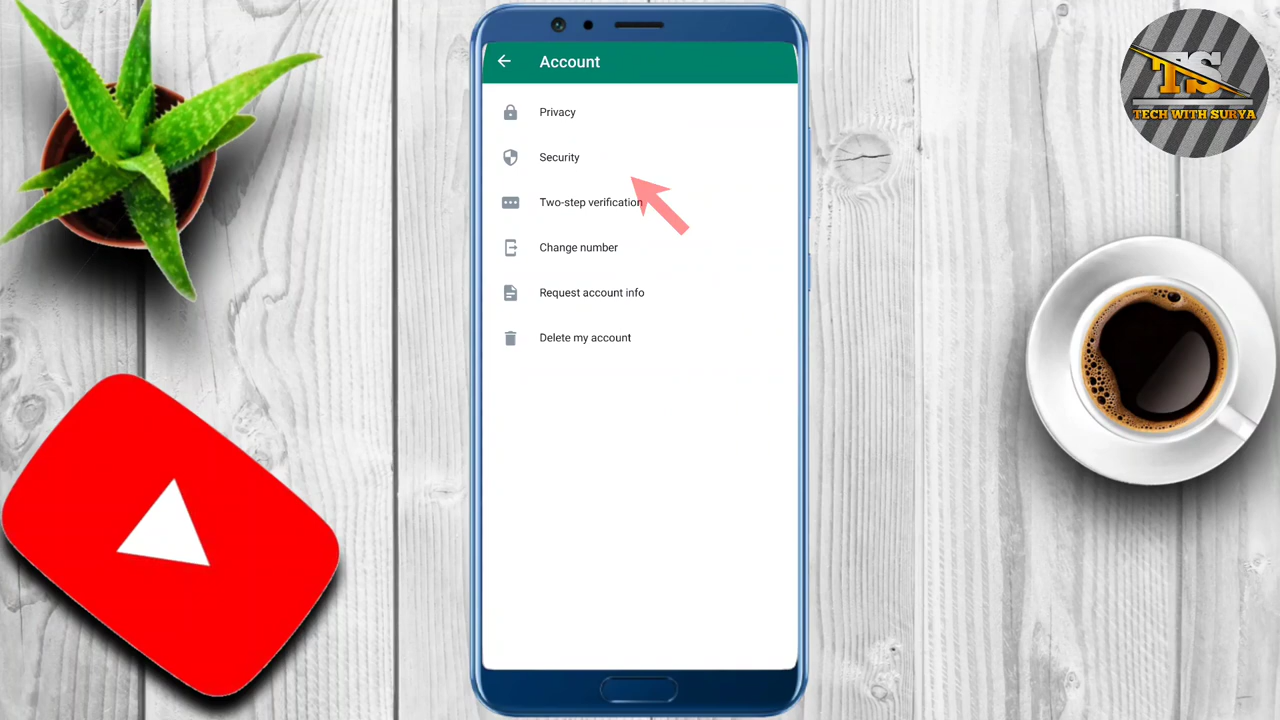 Account
Privacy
Security
Two-step verification
Change number
Request account info
Delete my account
TS
TECH WITH SURYA